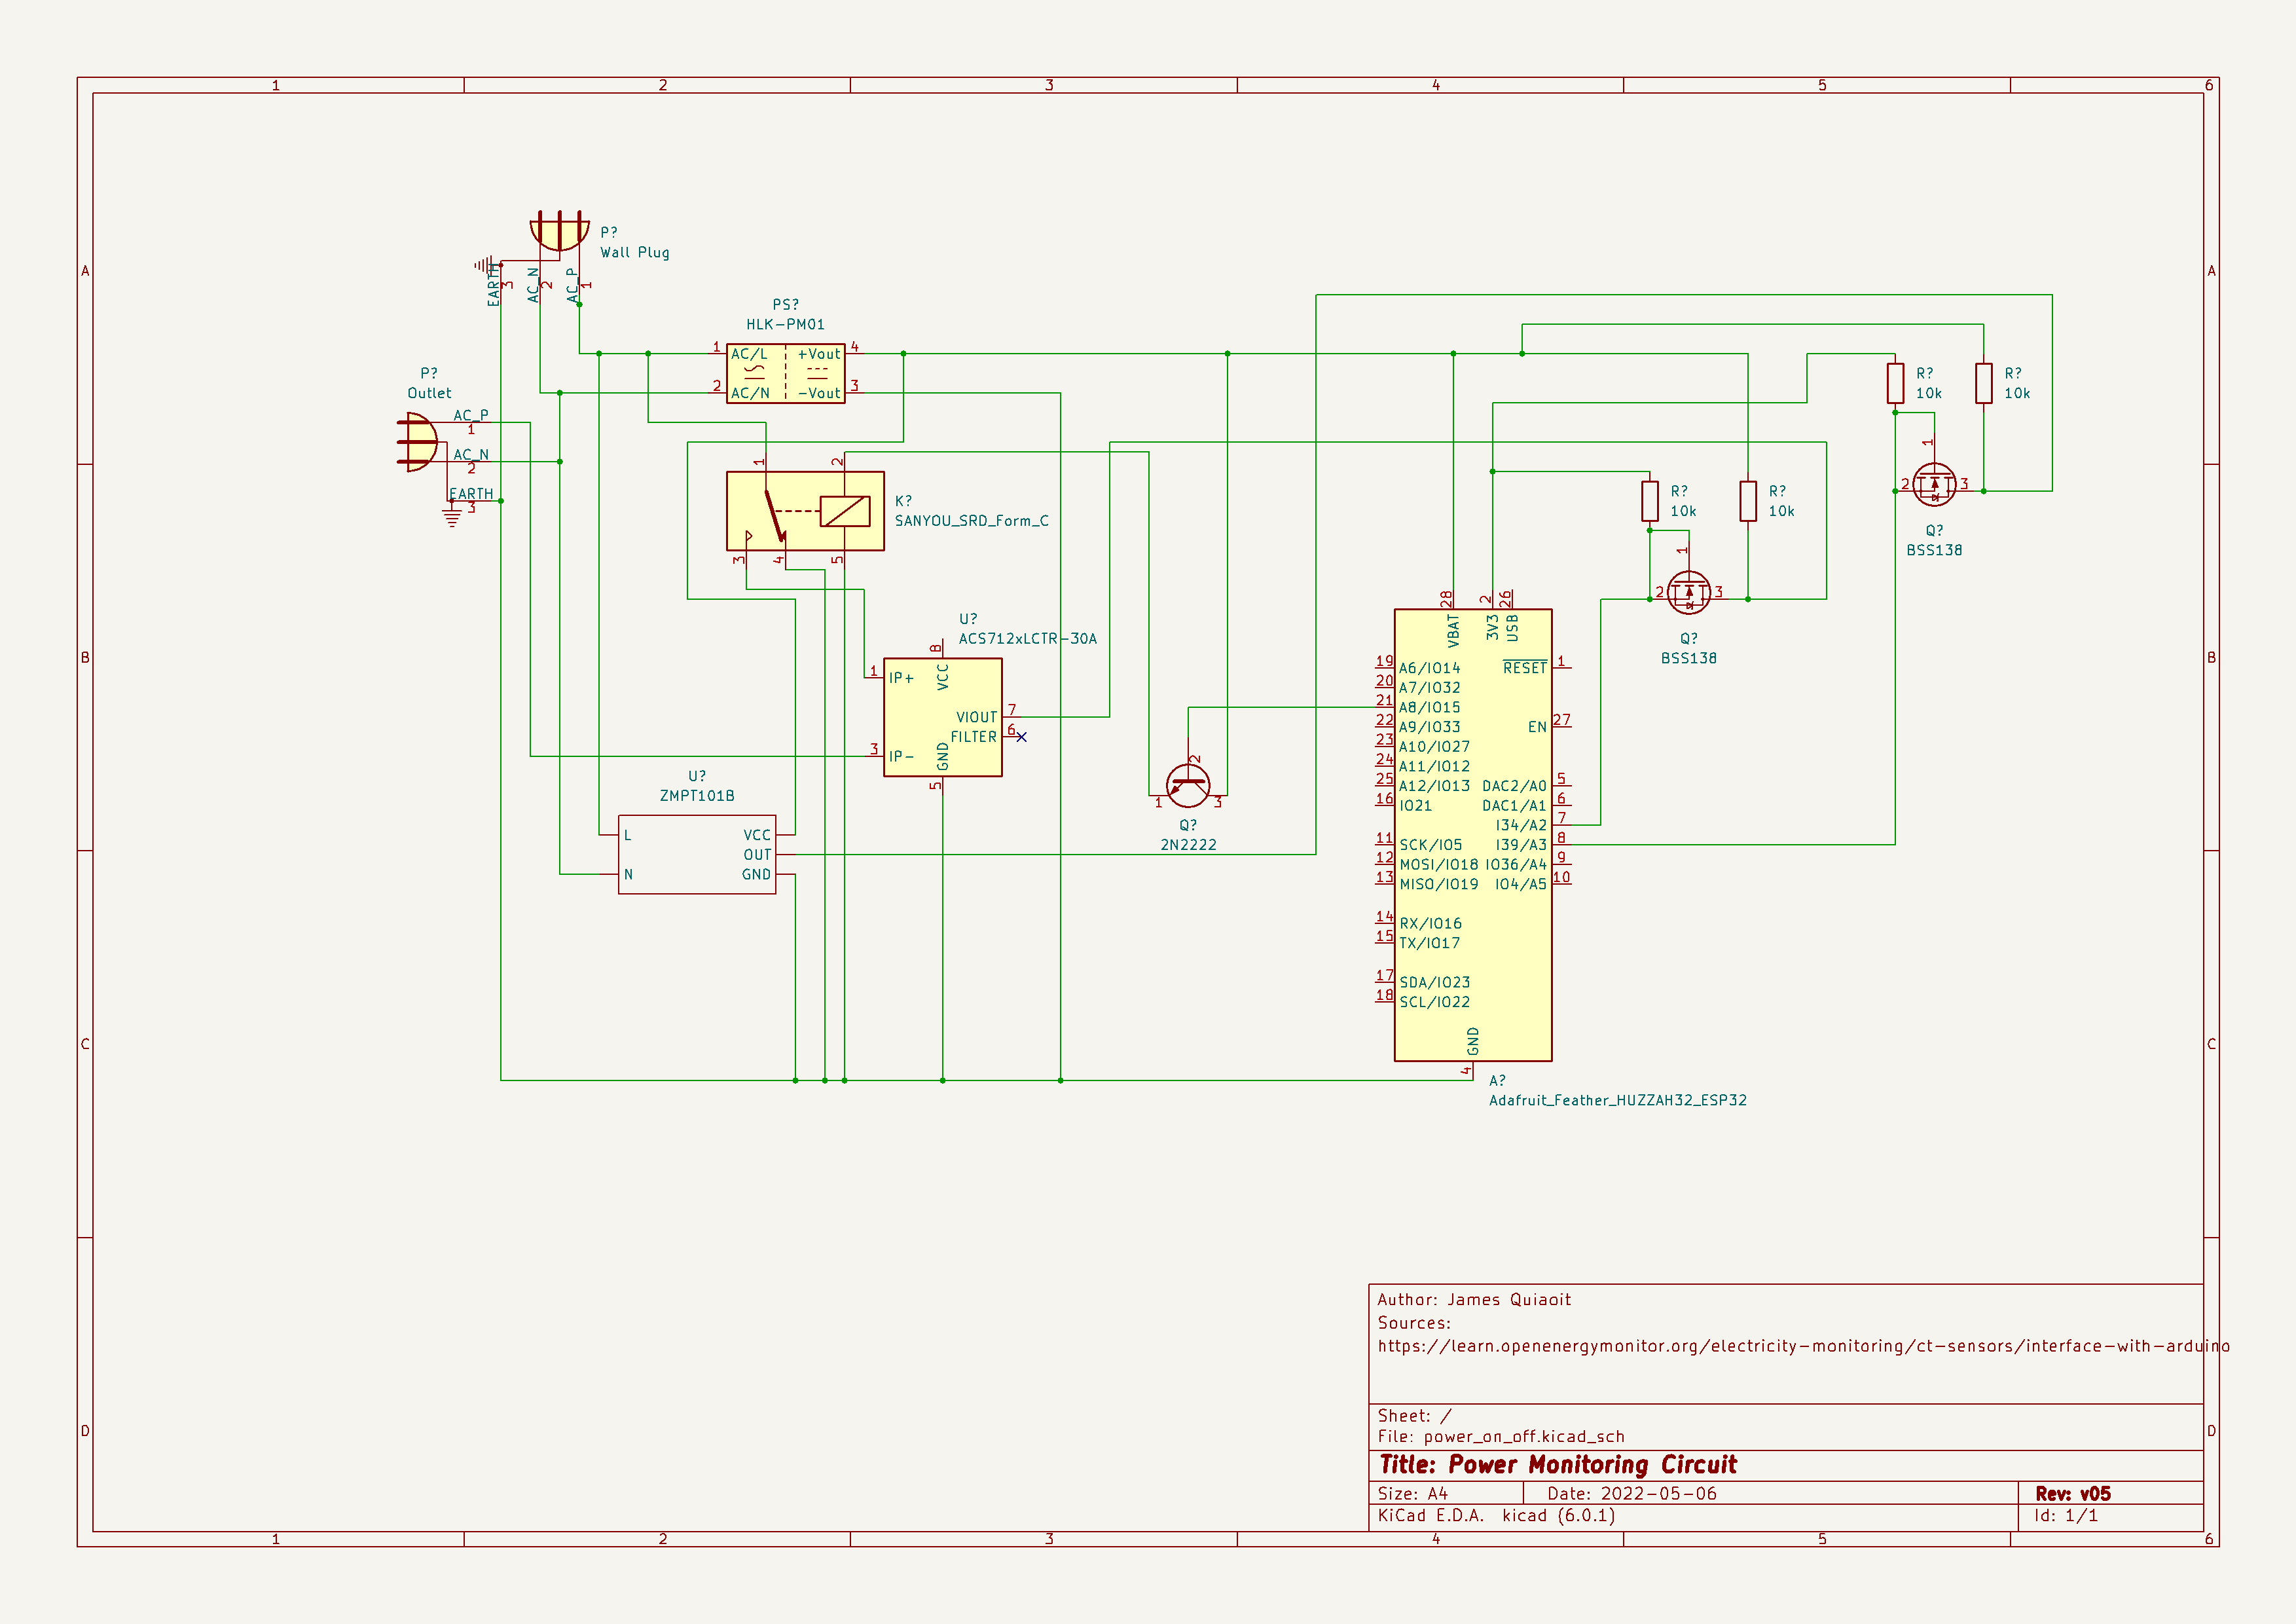 1 2 3 4 5 6
A A
B B
C C
D D
1 2 3 4 5 6
P?
Wall Plug
EARTH 3
AC_N 2
AC_P 1
P?
Outlet
AC_P
1
AC_N
2
EARTH
3
PS?
HLK-PM01
1 AC/L +Vout 4
2 AC/N -Vout 3
1 2
K?
SANYOU_SRD_Form_C
3 4 5
U?
ACS712xLCTR-30A
8
VCC
1 IP+
VIOUT 7
FILTER 6
3 IP-
GND
5
U?
ZMPT101B
L VCC
OUT
N GND
2
1 3
Q?
2N2222
28 2 26
VBAT 3V3 USB
19 A6/IO14 RESET 1
20 A7/IO32
21 A8/IO15
22 A9/IO33 EN 27
23 A10/IO27
24 A11/IO12
25 A12/IO13 DAC2/A0 5
16 IO21 DAC1/A1 6
I34/A2 7
11 SCK/IO5 I39/A3 8
12 MOSI/IO18 IO36/A4 9
13 MISO/IO19 IO4/A5 10
14 RX/IO16
15 TX/IO17
17 SDA/IO23
18 SCL/IO22
GND
4
A?
Adafruit_Feather_HUZZAH32_ESP32
R?
10k
R?
10k
1
2 3
Q?
BSS138
R?
10k
R?
10k
1
2 3
Q?
BSS138
Author: James Quiaoit
Sources:
https://learn.openenergymonitor.org/electricity-monitoring/ct-sensors/interface-with-arduino
Sheet: /
File: power_on_off.kicad_sch
Title: Power Monitoring Circuit
Size: A4 Date: 2022-05-06 Rev: v05
KiCad E.D.A. kicad (6.0.1) Id: 1/1